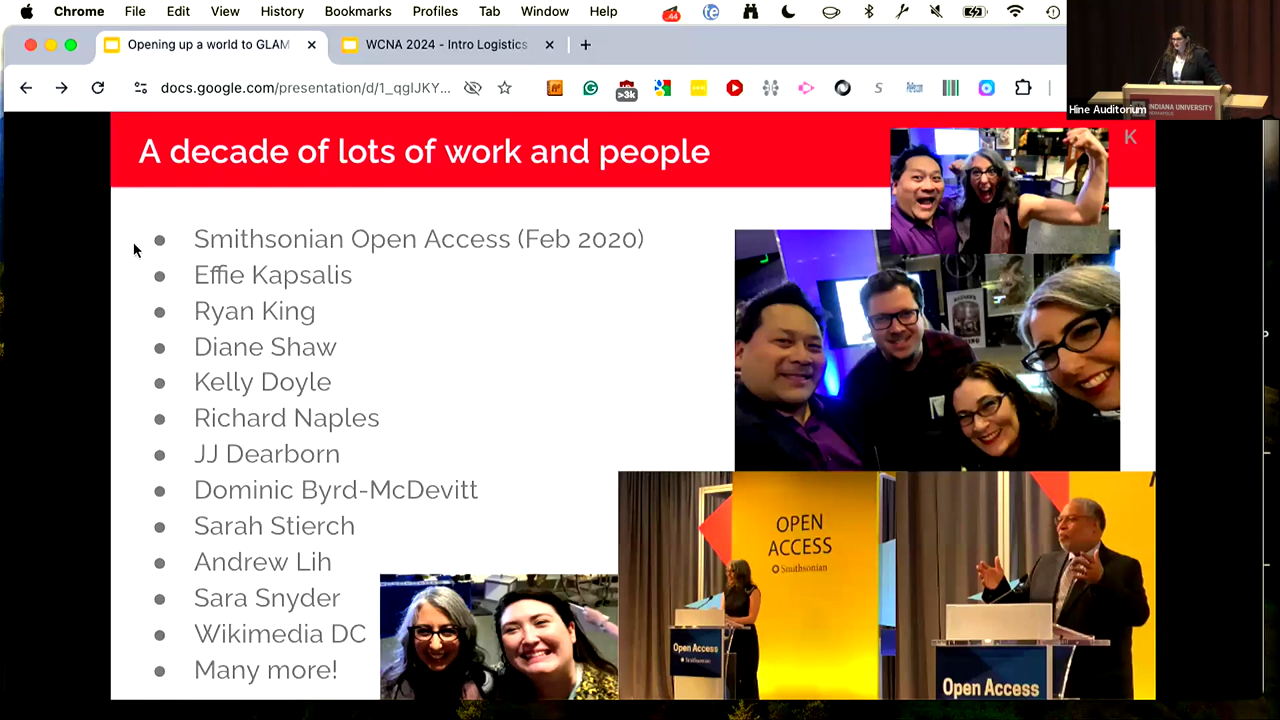 Chrome File Edit View History Bookmarks Profiles Tab Window Help
Opening up a world to GLAM
WCNA 2024 - Intro Logistics
docs.google.com/presentation/d/1_qgIJKY...
>3k
Hine Auditorium
INDIANA UNIVERSITY
A decade of lots of work and people
K
Smithsonian Open Access (Feb 2020)
Effie Kapsalis
Ryan King
Diane Shaw
Kelly Doyle
Richard Naples
JJ Dearborn
Dominic Byrd-McDevitt
Sarah Stierch
Andrew Lih
Sara Snyder
Wikimedia DC
Many more!
OPEN
ACCESS
Smithsonian
Open Access
Open Access